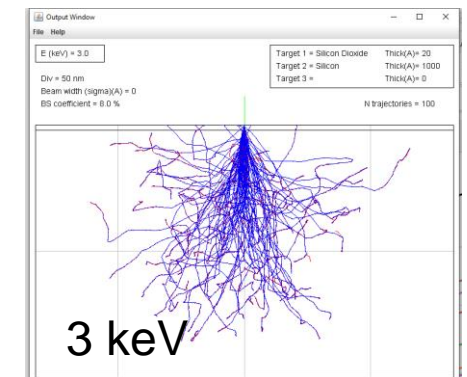 Output Window
File Help
E (keV) = 3.0
Target 1 = Silicon Dioxide Thick(A)= 20
Target 2 = Silicon Thick(A)= 1000
Target 3 = Thick(A)= 0
Div = 50 nm
Beam width (sigma)(A) = 0
BS coefficient = 8.0 %
N trajectories = 100
3 keV